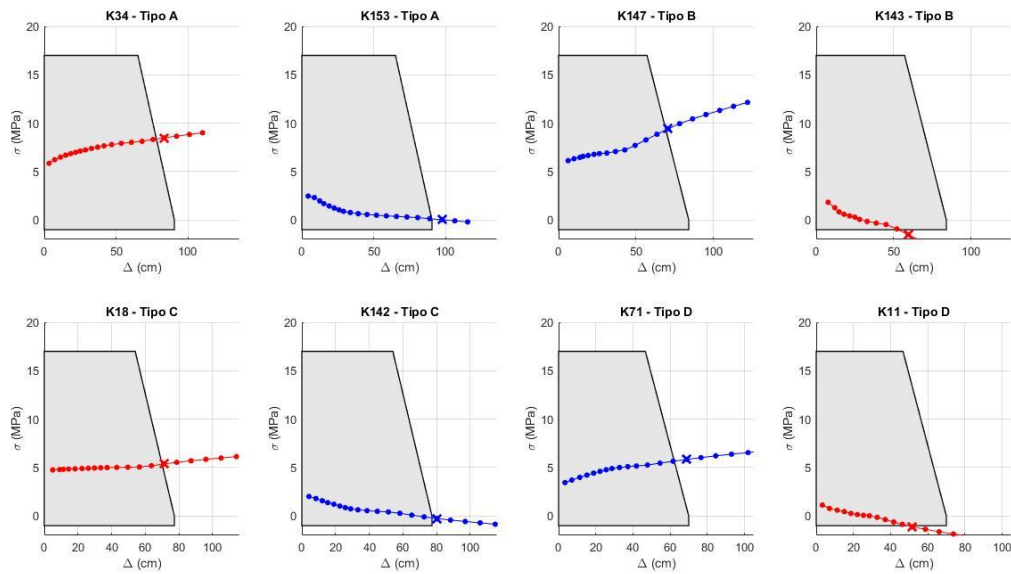 K34 - Tipo A
20
15
10
5
0
σ (MPa)
0 50 100
Δ (cm)
K153 - Tipo A
20
15
10
5
0
σ (MPa)
0 50 100
Δ (cm)
K147 - Tipo B
20
15
10
5
0
σ (MPa)
0 50 100
Δ (cm)
K143 - Tipo B
20
15
10
5
0
σ (MPa)
0 50 100
Δ (cm)
K18 - Tipo C
20
15
10
5
0
σ (MPa)
0 20 40 60 80 100
Δ (cm)
K142 - Tipo C
20
15
10
5
0
σ (MPa)
0 20 40 60 80 100
Δ (cm)
K71 - Tipo D
20
15
10
5
0
σ (MPa)
0 20 40 60 80 100
Δ (cm)
K11 - Tipo D
20
15
10
5
0
σ (MPa)
0 20 40 60 80 100
Δ (cm)